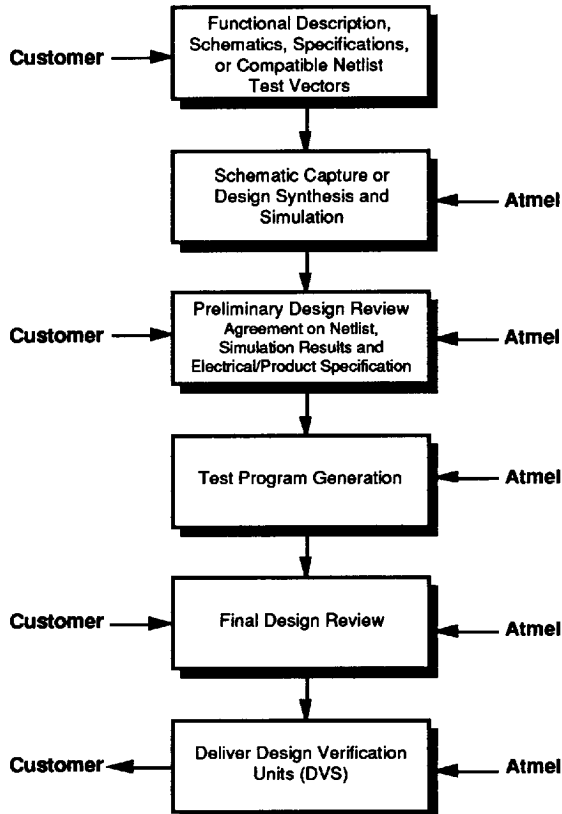 Functional Description,
Schematics, Specifications,
or Compatible Netlist
Test Vectors
Customer
Schematic Capture or
Design Synthesis and
Simulation
Atmel
Preliminary Design Review
Agreement on Netlist,
Simulation Results and
Electrical/Product Specification
Customer
Atmel
Test Program Generation
Atmel
Customer
Final Design Review
Atmel
Customer
Deliver Design Verification
Units (DVS)
Atmel